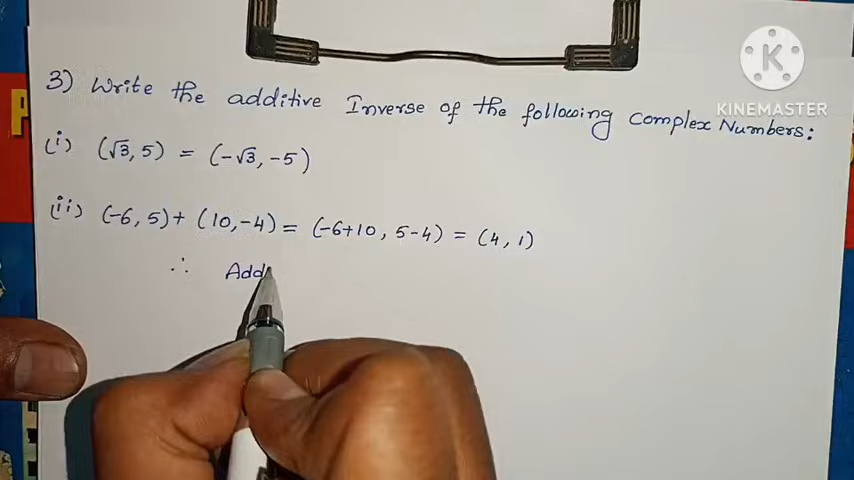 K
KINEMASTER
3) Write the additive Inverse of the following complex Numbers:
(i) (√3, 5) = (-√3, -5)
(ii) (-6, 5) + (10, -4) = (-6+10, 5-4) = (4, 1)
∴ Add